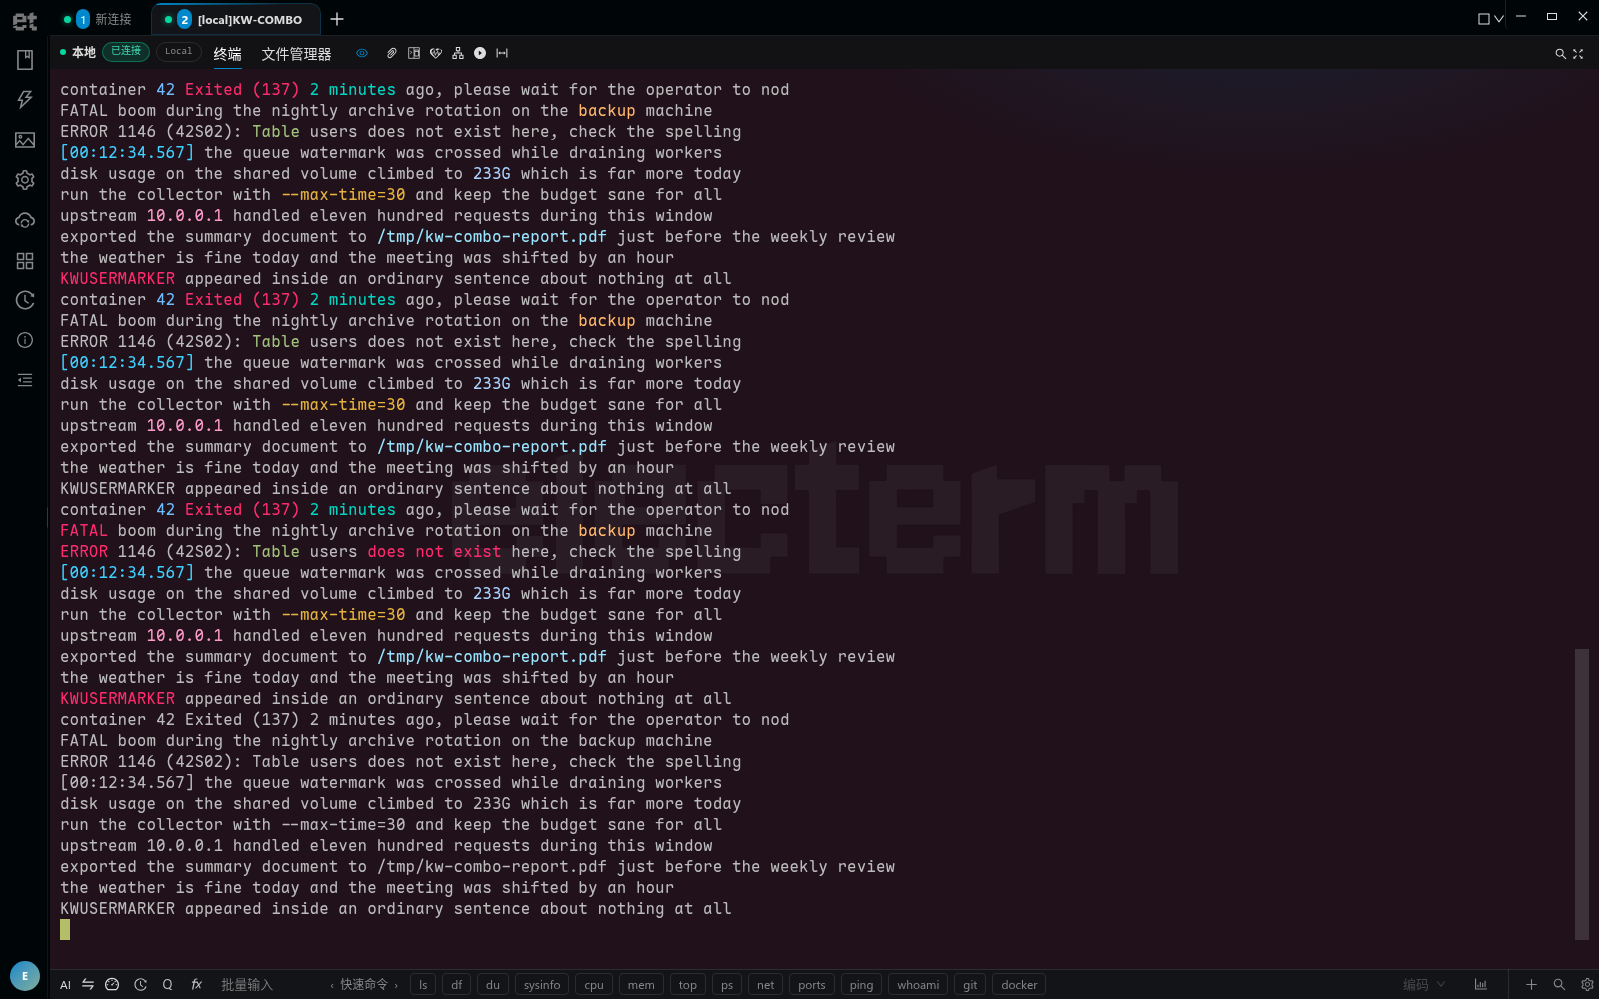 et
1 新连接
2 [local]KW-COMBO
本地 已连接 Local 终端 文件管理器
container 42 Exited (137) 2 minutes ago, please wait for the operator to nod
FATAL boom during the nightly archive rotation on the backup machine
ERROR 1146 (42S02): Table users does not exist here, check the spelling
[00:12:34.567] the queue watermark was crossed while draining workers
disk usage on the shared volume climbed to 233G which is far more today
run the collector with --max-time=30 and keep the budget sane for all
upstream 10.0.0.1 handled eleven hundred requests during this window
exported the summary document to /tmp/kw-combo-report.pdf just before the weekly review
the weather is fine today and the meeting was shifted by an hour
KWUSERMARKER appeared inside an ordinary sentence about nothing at all
container 42 Exited (137) 2 minutes ago, please wait for the operator to nod
FATAL boom during the nightly archive rotation on the backup machine
ERROR 1146 (42S02): Table users does not exist here, check the spelling
[00:12:34.567] the queue watermark was crossed while draining workers
disk usage on the shared volume climbed to 233G which is far more today
run the collector with --max-time=30 and keep the budget sane for all
upstream 10.0.0.1 handled eleven hundred requests during this window
exported the summary document to /tmp/kw-combo-report.pdf just before the weekly review
the weather is fine today and the meeting was shifted by an hour
KWUSERMARKER appeared inside an ordinary sentence about nothing at all
container 42 Exited (137) 2 minutes ago, please wait for the operator to nod
FATAL boom during the nightly archive rotation on the backup machine
ERROR 1146 (42S02): Table users does not exist here, check the spelling
[00:12:34.567] the queue watermark was crossed while draining workers
disk usage on the shared volume climbed to 233G which is far more today
run the collector with --max-time=30 and keep the budget sane for all
upstream 10.0.0.1 handled eleven hundred requests during this window
exported the summary document to /tmp/kw-combo-report.pdf just before the weekly review
the weather is fine today and the meeting was shifted by an hour
KWUSERMARKER appeared inside an ordinary sentence about nothing at all
container 42 Exited (137) 2 minutes ago, please wait for the operator to nod
FATAL boom during the nightly archive rotation on the backup machine
ERROR 1146 (42S02): Table users does not exist here, check the spelling
[00:12:34.567] the queue watermark was crossed while draining workers
disk usage on the shared volume climbed to 233G which is far more today
run the collector with --max-time=30 and keep the budget sane for all
upstream 10.0.0.1 handled eleven hundred requests during this window
exported the summary document to /tmp/kw-combo-report.pdf just before the weekly review
the weather is fine today and the meeting was shifted by an hour
KWUSERMARKER appeared inside an ordinary sentence about nothing at all
electerm
E
AI Q fx 批量输入 ‹ 快速命令 › ls df du sysinfo cpu mem top ps net ports ping whoami git docker 编码